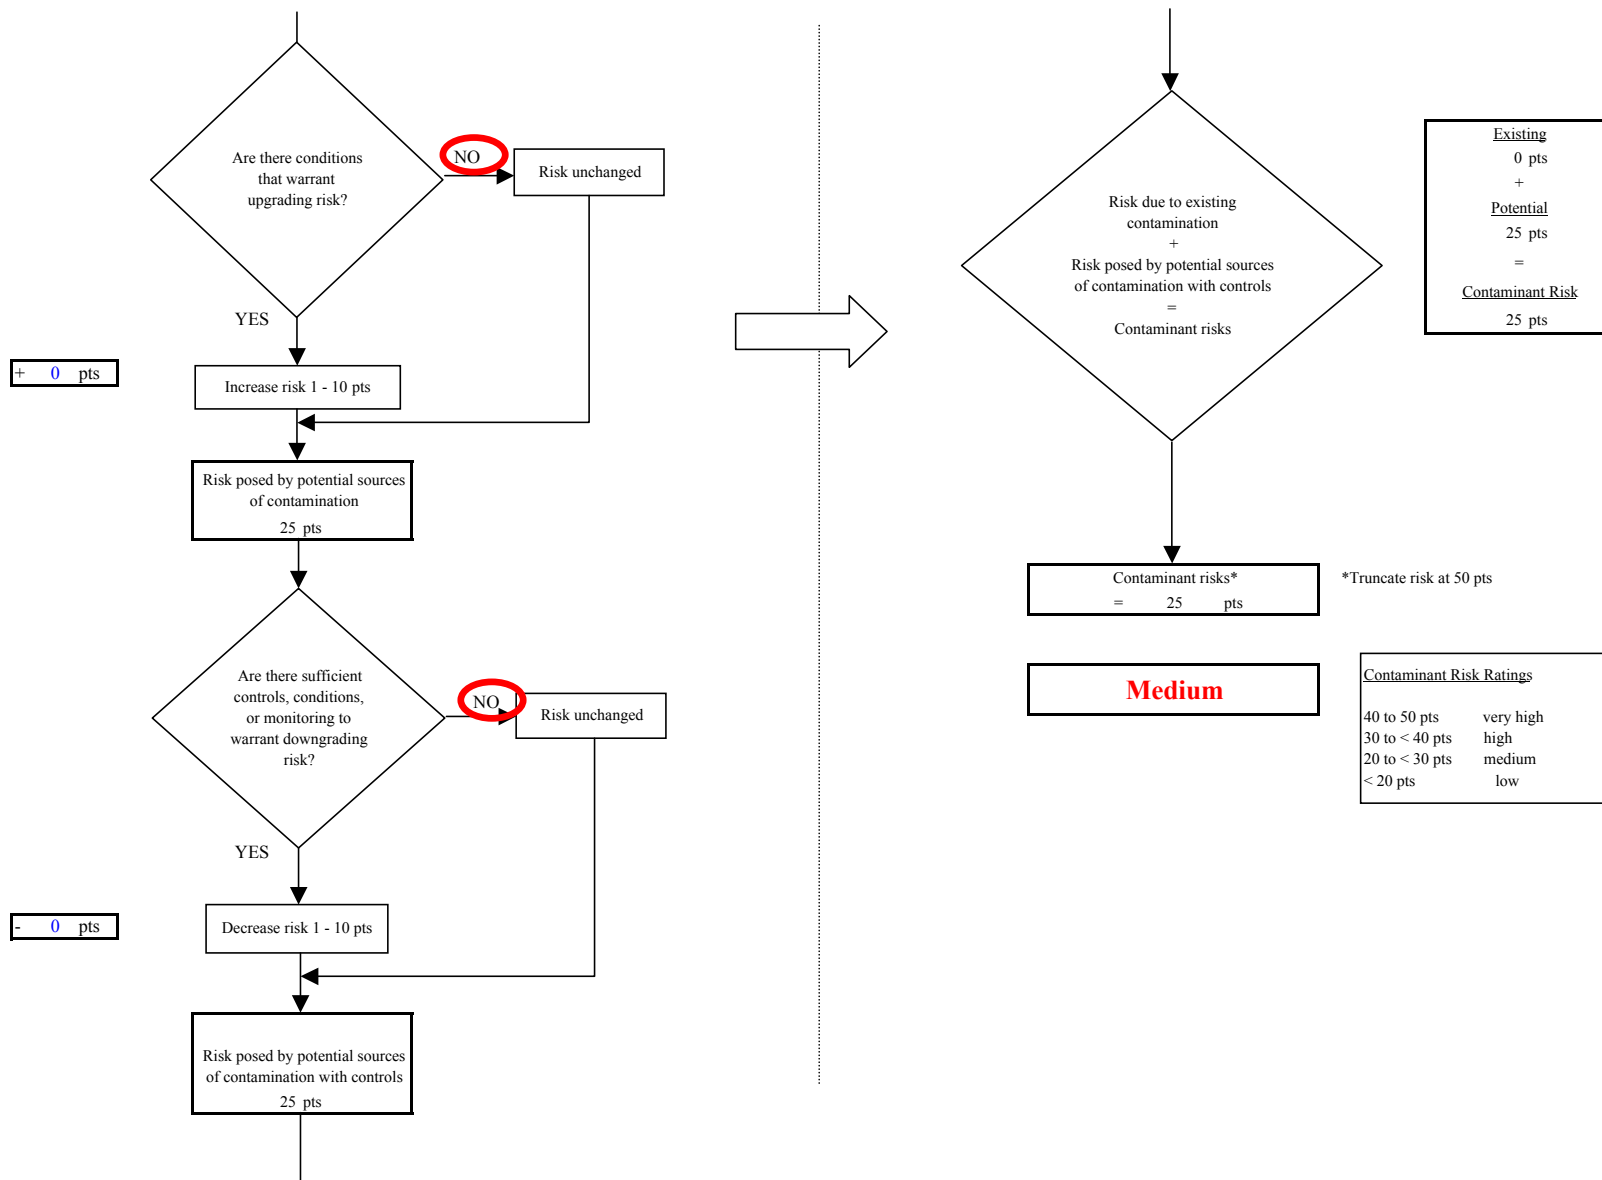 Are there conditions
that warrant
upgrading risk?
NO
Risk unchanged
YES
+ 0 pts
Increase risk 1 - 10 pts
Risk posed by potential sources
of contamination
25 pts
Are there sufficient
controls, conditions,
or monitoring to
warrant downgrading
risk?
NO
Risk unchanged
YES
- 0 pts
Decrease risk 1 - 10 pts
Risk posed by potential sources
of contamination with controls
25 pts
Risk due to existing
contamination
+
Risk posed by potential sources
of contamination with controls
=
Contaminant risks
Existing
0 pts
+
Potential
25 pts
=
Contaminant Risk
25 pts
Contaminant risks*
= 25 pts
*Truncate risk at 50 pts
Medium
Contaminant Risk Ratings
40 to 50 pts very high
30 to < 40 pts high
20 to < 30 pts medium
< 20 pts low